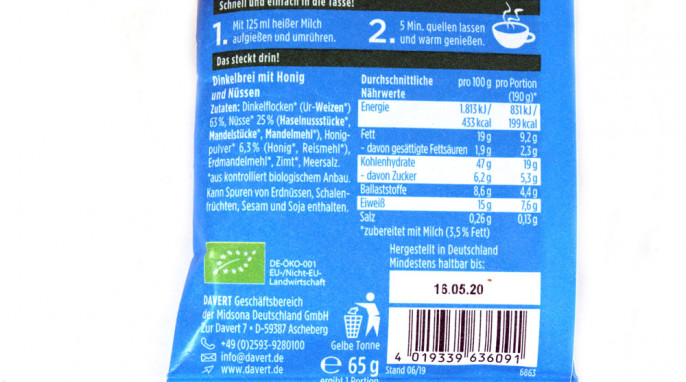 Schnell und einfach in die Tasse!
1. Mit 125 ml heißer Milch
aufgießen und umrühren.
2. 5 Min. quellen lassen
und warm genießen.
Das steckt drin!
Dinkelbrei mit Honig
und Nüssen
Zutaten: Dinkelflocken* (Ur-Weizen*)
63 %, Nüsse* 25 % (Haselnussstücke*,
Mandelstücke*, Mandelmehl*), Honig-
pulver* 6,3 % (Honig*, Reismehl*),
Erdmandelmehl*, Zimt*, Meersalz.
*aus kontrolliert biologischem Anbau.
Kann Spuren von Erdnüssen, Schalen-
früchten, Sesam und Soja enthalten.
Durchschnittliche pro 100 g pro Portion
Nährwerte (190 g)*
Energie 1.813 kJ/ 831 kJ/
433 kcal 199 kcal
Fett 19 g 9,2 g
- davon gesättigte Fettsäuren 1,9 g 2,3 g
Kohlenhydrate 47 g 19 g
- davon Zucker 6,2 g 5,3 g
Ballaststoffe 8,6 g 4,4 g
Eiweiß 15 g 7,6 g
Salz 0,26 g 0,13 g
*zubereitet mit Milch (3,5 % Fett)
DE-ÖKO-001
EU-/Nicht-EU-
Landwirtschaft
DAVERT Geschäftsbereich
der Midsona Deutschland GmbH
Zur Davert 7 • D-59387 Ascheberg
+49 (0)2593-9280100
info@davert.de
www.davert.de
Gelbe Tonne
e 65 g
ergibt 1 Portion
Hergestellt in Deutschland
Mindestens haltbar bis:
16.05.20
4 019339 636091
Stand 06/19 6863